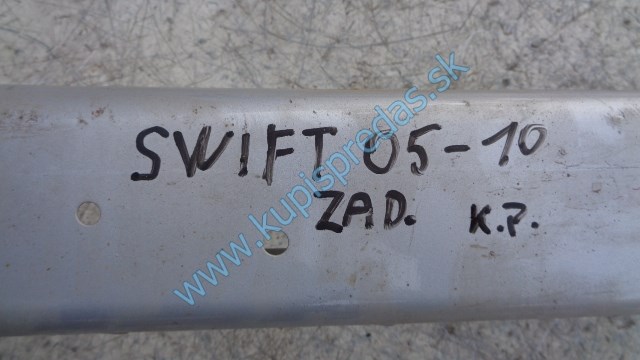 SWIFT 05-10
ZAD. K.P.
www.kupispredas.sk